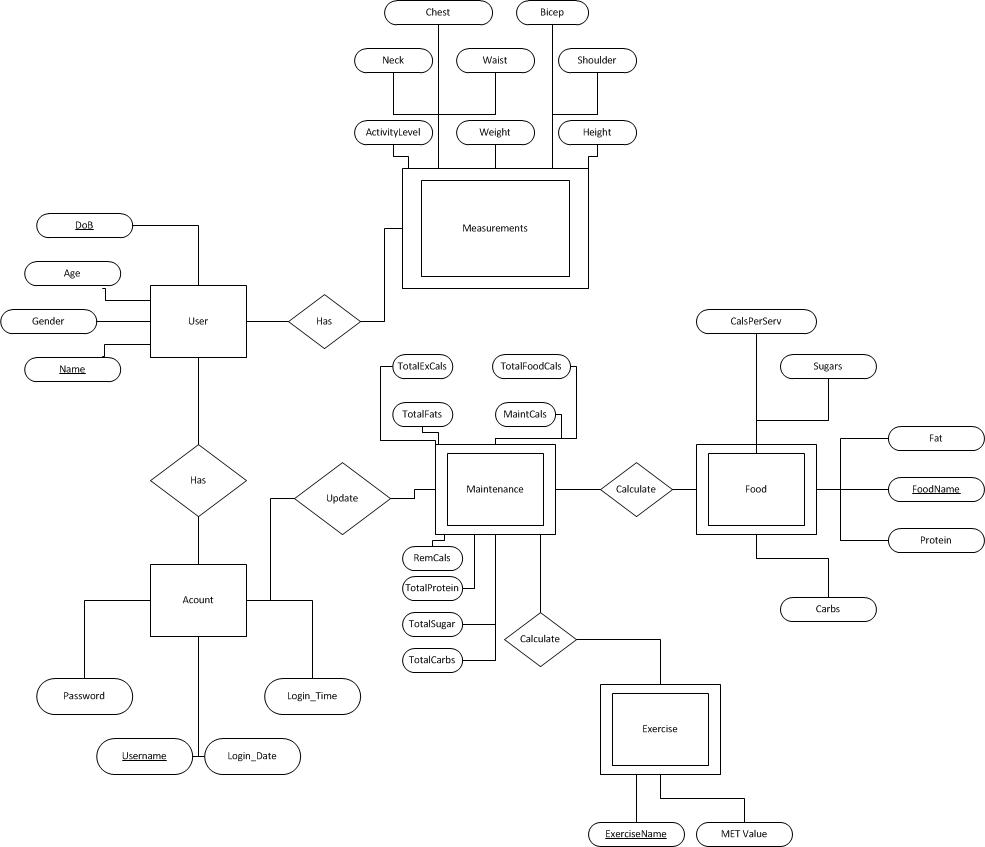 Chest
Bicep
Neck
Waist
Shoulder
ActivityLevel
Weight
Height
Measurements
DoB
Age
Gender
User
Has
Name
CalsPerServ
TotalExCals
TotalFoodCals
Sugars
TotalFats
MaintCals
Fat
Has
Update
Maintenance
Calculate
Food
FoodName
Protein
RemCals
TotalProtein
Acount
Carbs
TotalSugar
Calculate
TotalCarbs
Password
Login_Time
Exercise
Username
Login_Date
ExerciseName
MET Value